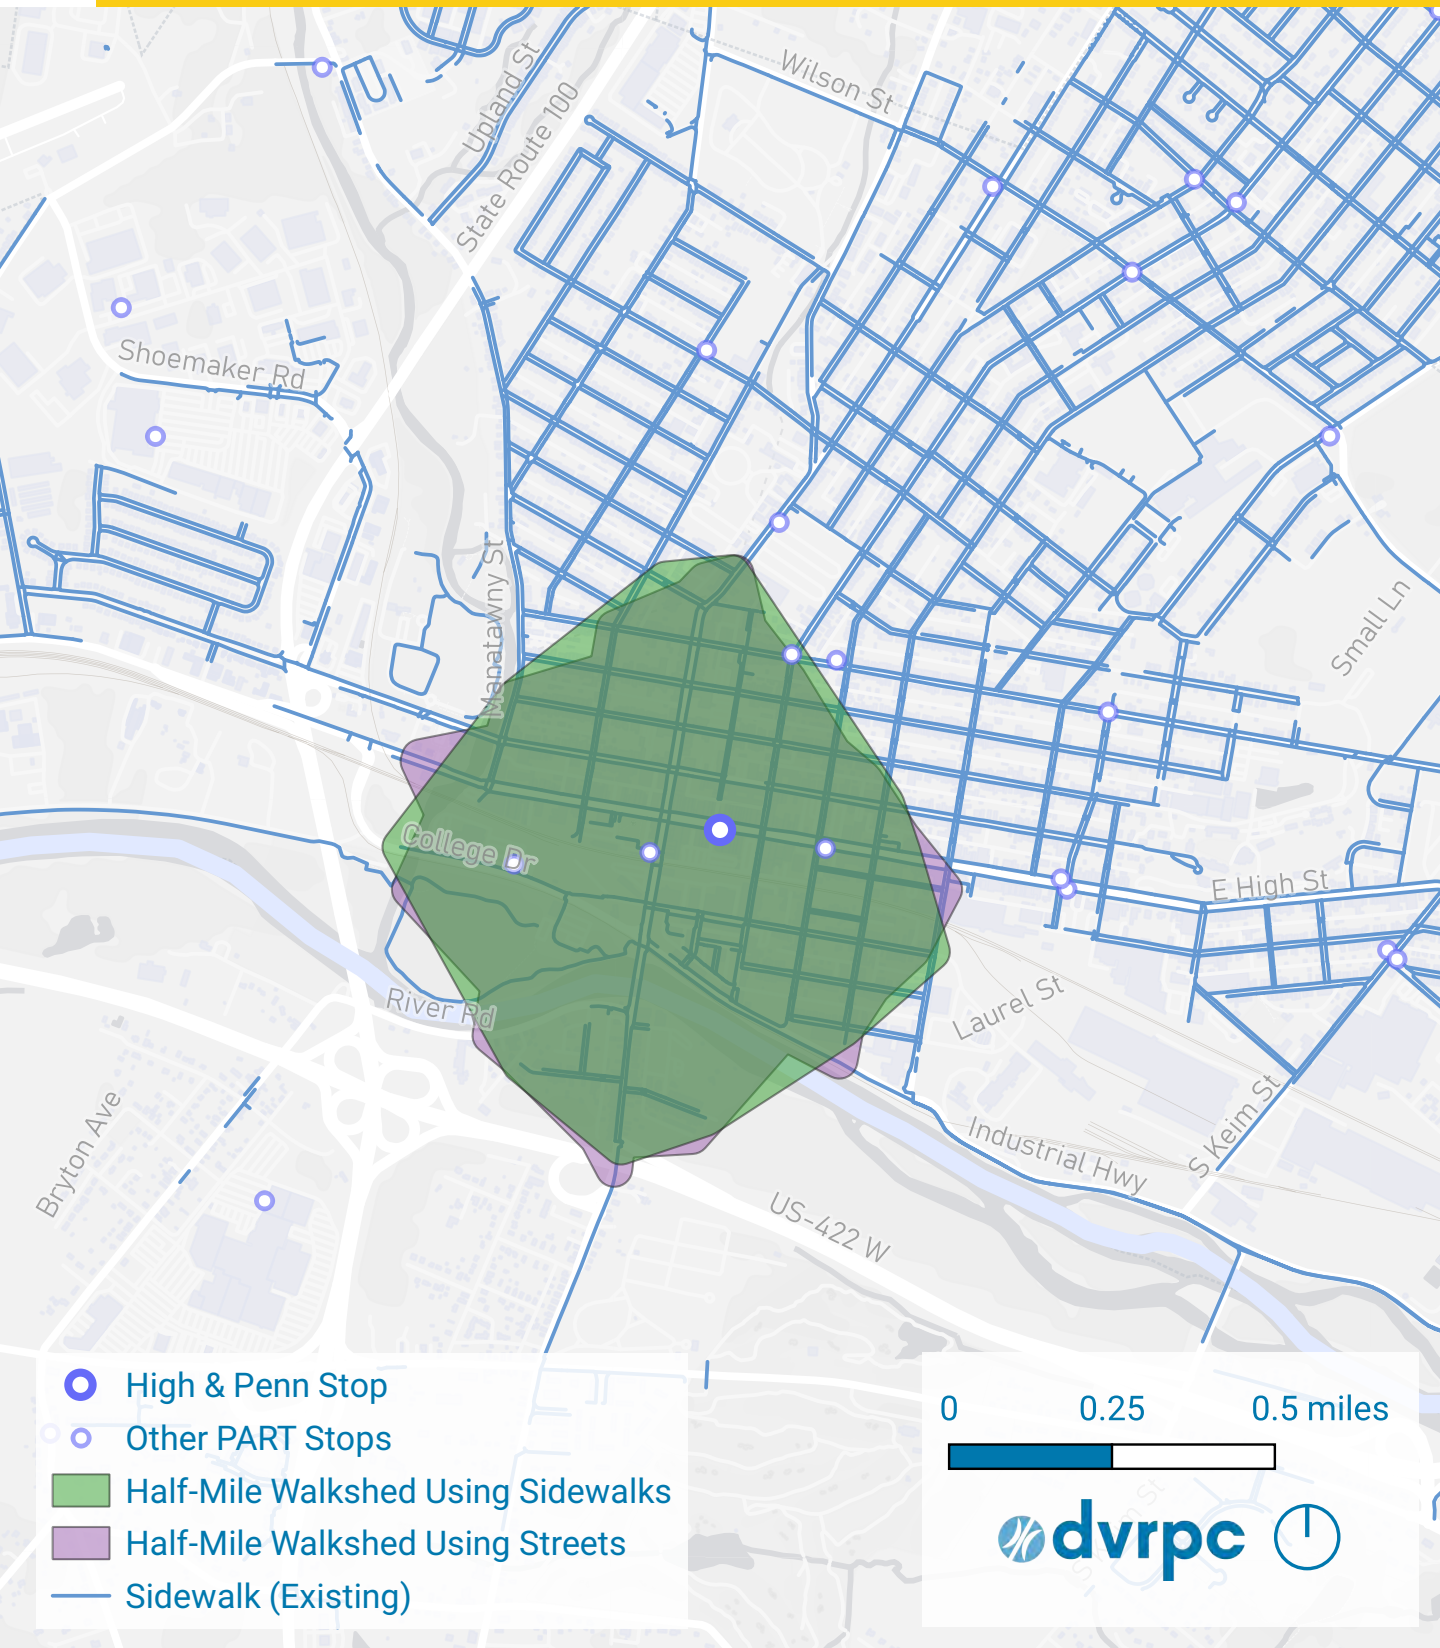 Wilson St
Upland St
State Route 100
Shoemaker Rd
Manatawny St
Small Ln
College Dr
E High St
River Rd
Laurel St
Bryton Ave
Industrial Hwy
S Keim St
US-422 W
High & Penn Stop
Other PART Stops
Half-Mile Walkshed Using Sidewalks
Half-Mile Walkshed Using Streets
Sidewalk (Existing)
0 0.25 0.5 miles
dvrpc